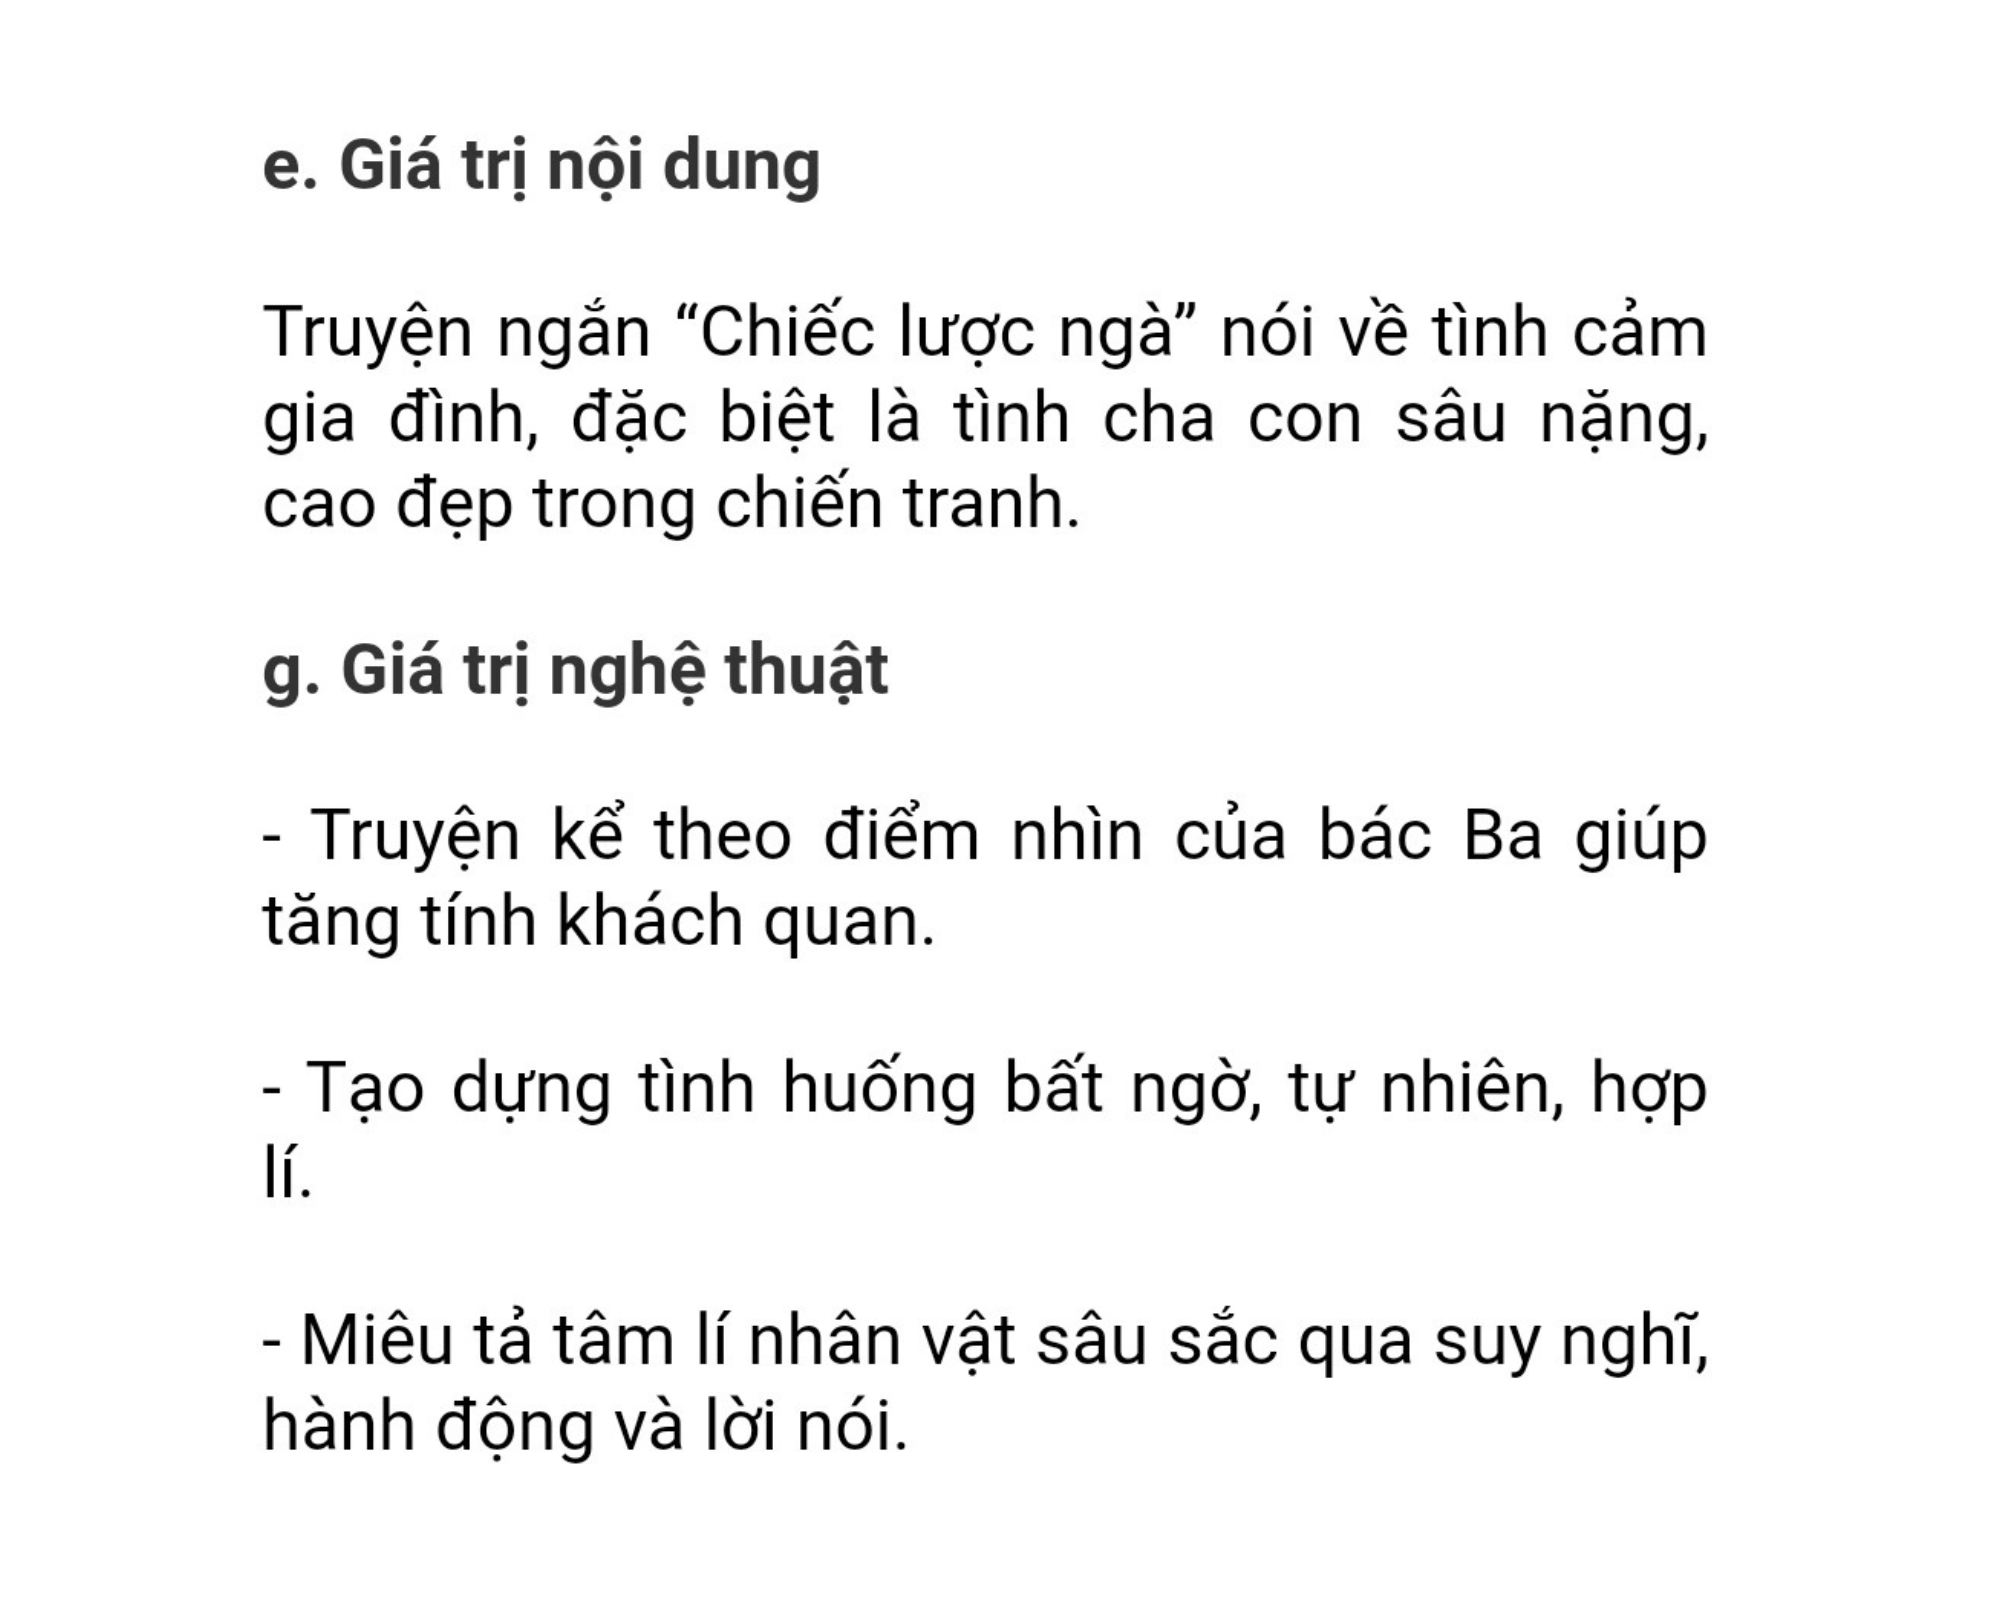 e. Giá trị nội dung
Truyện ngắn “Chiếc lược ngà” nói về tình cảm
gia đình, đặc biệt là tình cha con sâu nặng,
cao đẹp trong chiến tranh.
g. Giá trị nghệ thuật
- Truyện kể theo điểm nhìn của bác Ba giúp
tăng tính khách quan.
- Tạo dựng tình huống bất ngờ, tự nhiên, hợp
lí.
- Miêu tả tâm lí nhân vật sâu sắc qua suy nghĩ,
hành động và lời nói.